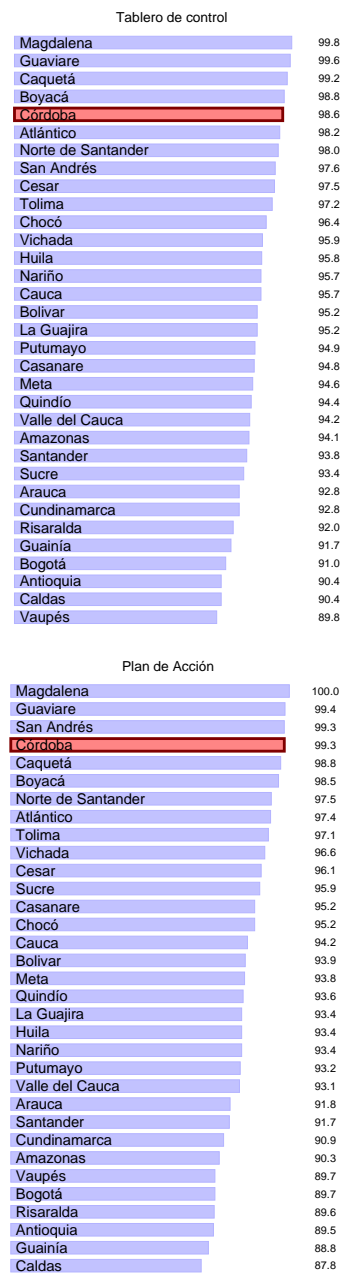 Tablero de control
Magdalena 99.8
Guaviare 99.6
Caquetá 99.2
Boyacá 98.8
Córdoba 98.6
Atlántico 98.2
Norte de Santander 98.0
San Andrés 97.6
Cesar 97.5
Tolima 97.2
Chocó 96.4
Vichada 95.9
Huila 95.8
Nariño 95.7
Cauca 95.7
Bolivar 95.2
La Guajira 95.2
Putumayo 94.9
Casanare 94.8
Meta 94.6
Quindío 94.4
Valle del Cauca 94.2
Amazonas 94.1
Santander 93.8
Sucre 93.4
Arauca 92.8
Cundinamarca 92.8
Risaralda 92.0
Guainía 91.7
Bogotá 91.0
Antioquia 90.4
Caldas 90.4
Vaupés 89.8
Plan de Acción
Magdalena 100.0
Guaviare 99.4
San Andrés 99.3
Córdoba 99.3
Caquetá 98.8
Boyacá 98.5
Norte de Santander 97.5
Atlántico 97.4
Tolima 97.1
Vichada 96.6
Cesar 96.1
Sucre 95.9
Casanare 95.2
Chocó 95.2
Cauca 94.2
Bolivar 93.9
Meta 93.8
Quindío 93.6
La Guajira 93.4
Huila 93.4
Nariño 93.4
Putumayo 93.2
Valle del Cauca 93.1
Arauca 91.8
Santander 91.7
Cundinamarca 90.9
Amazonas 90.3
Vaupés 89.7
Bogotá 89.7
Risaralda 89.6
Antioquia 89.5
Guainía 88.8
Caldas 87.8